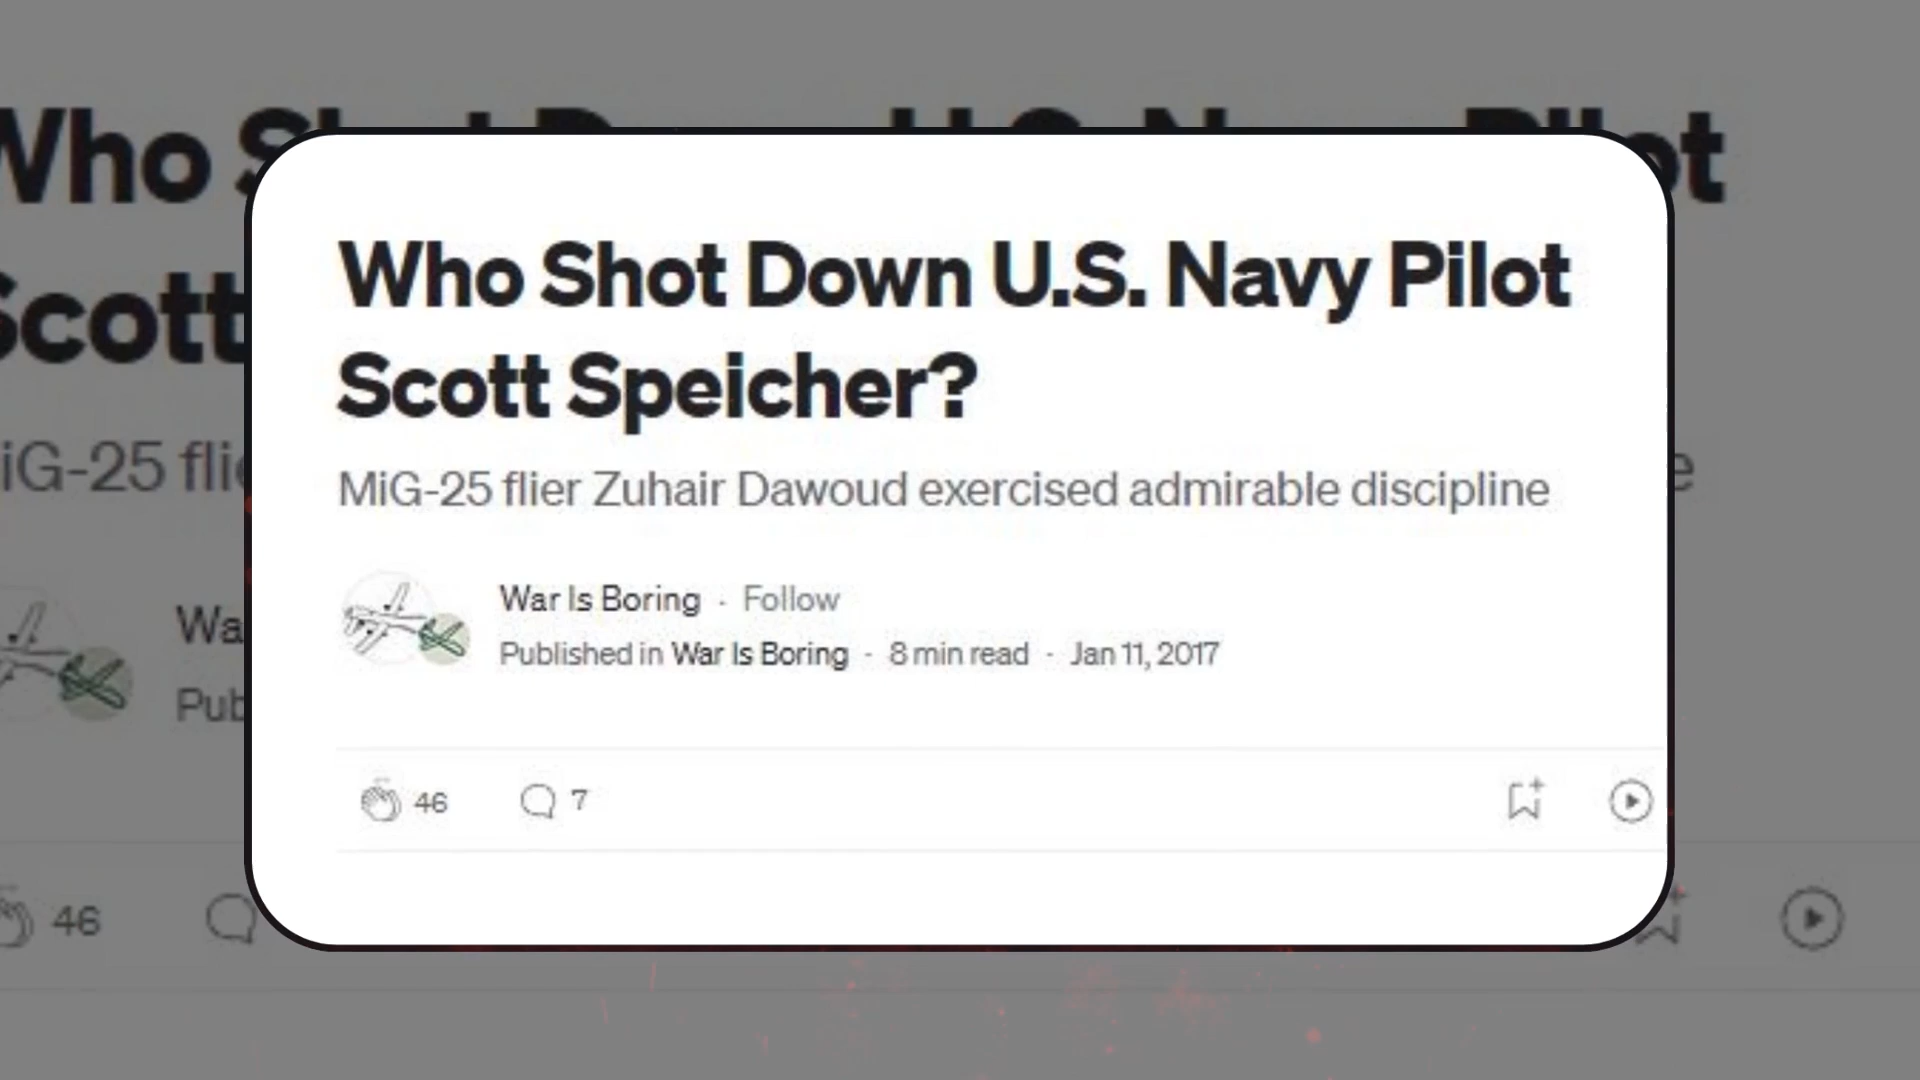 Who Shot Down U.S. Navy Pilot
Scott Speicher?
MiG-25 flier Zuhair Dawoud exercised admirable discipline
War Is Boring · Follow
Published in War Is Boring · 8 min read · Jan 11, 2017
46 7